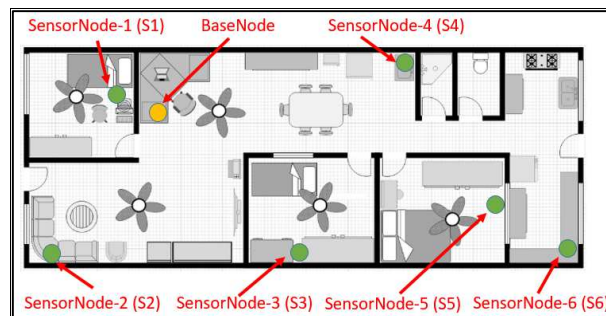 SensorNode-1 (S1)
BaseNode
SensorNode-4 (S4)
SensorNode-2 (S2)
SensorNode-3 (S3)
SensorNode-5 (S5)
SensorNode-6 (S6)